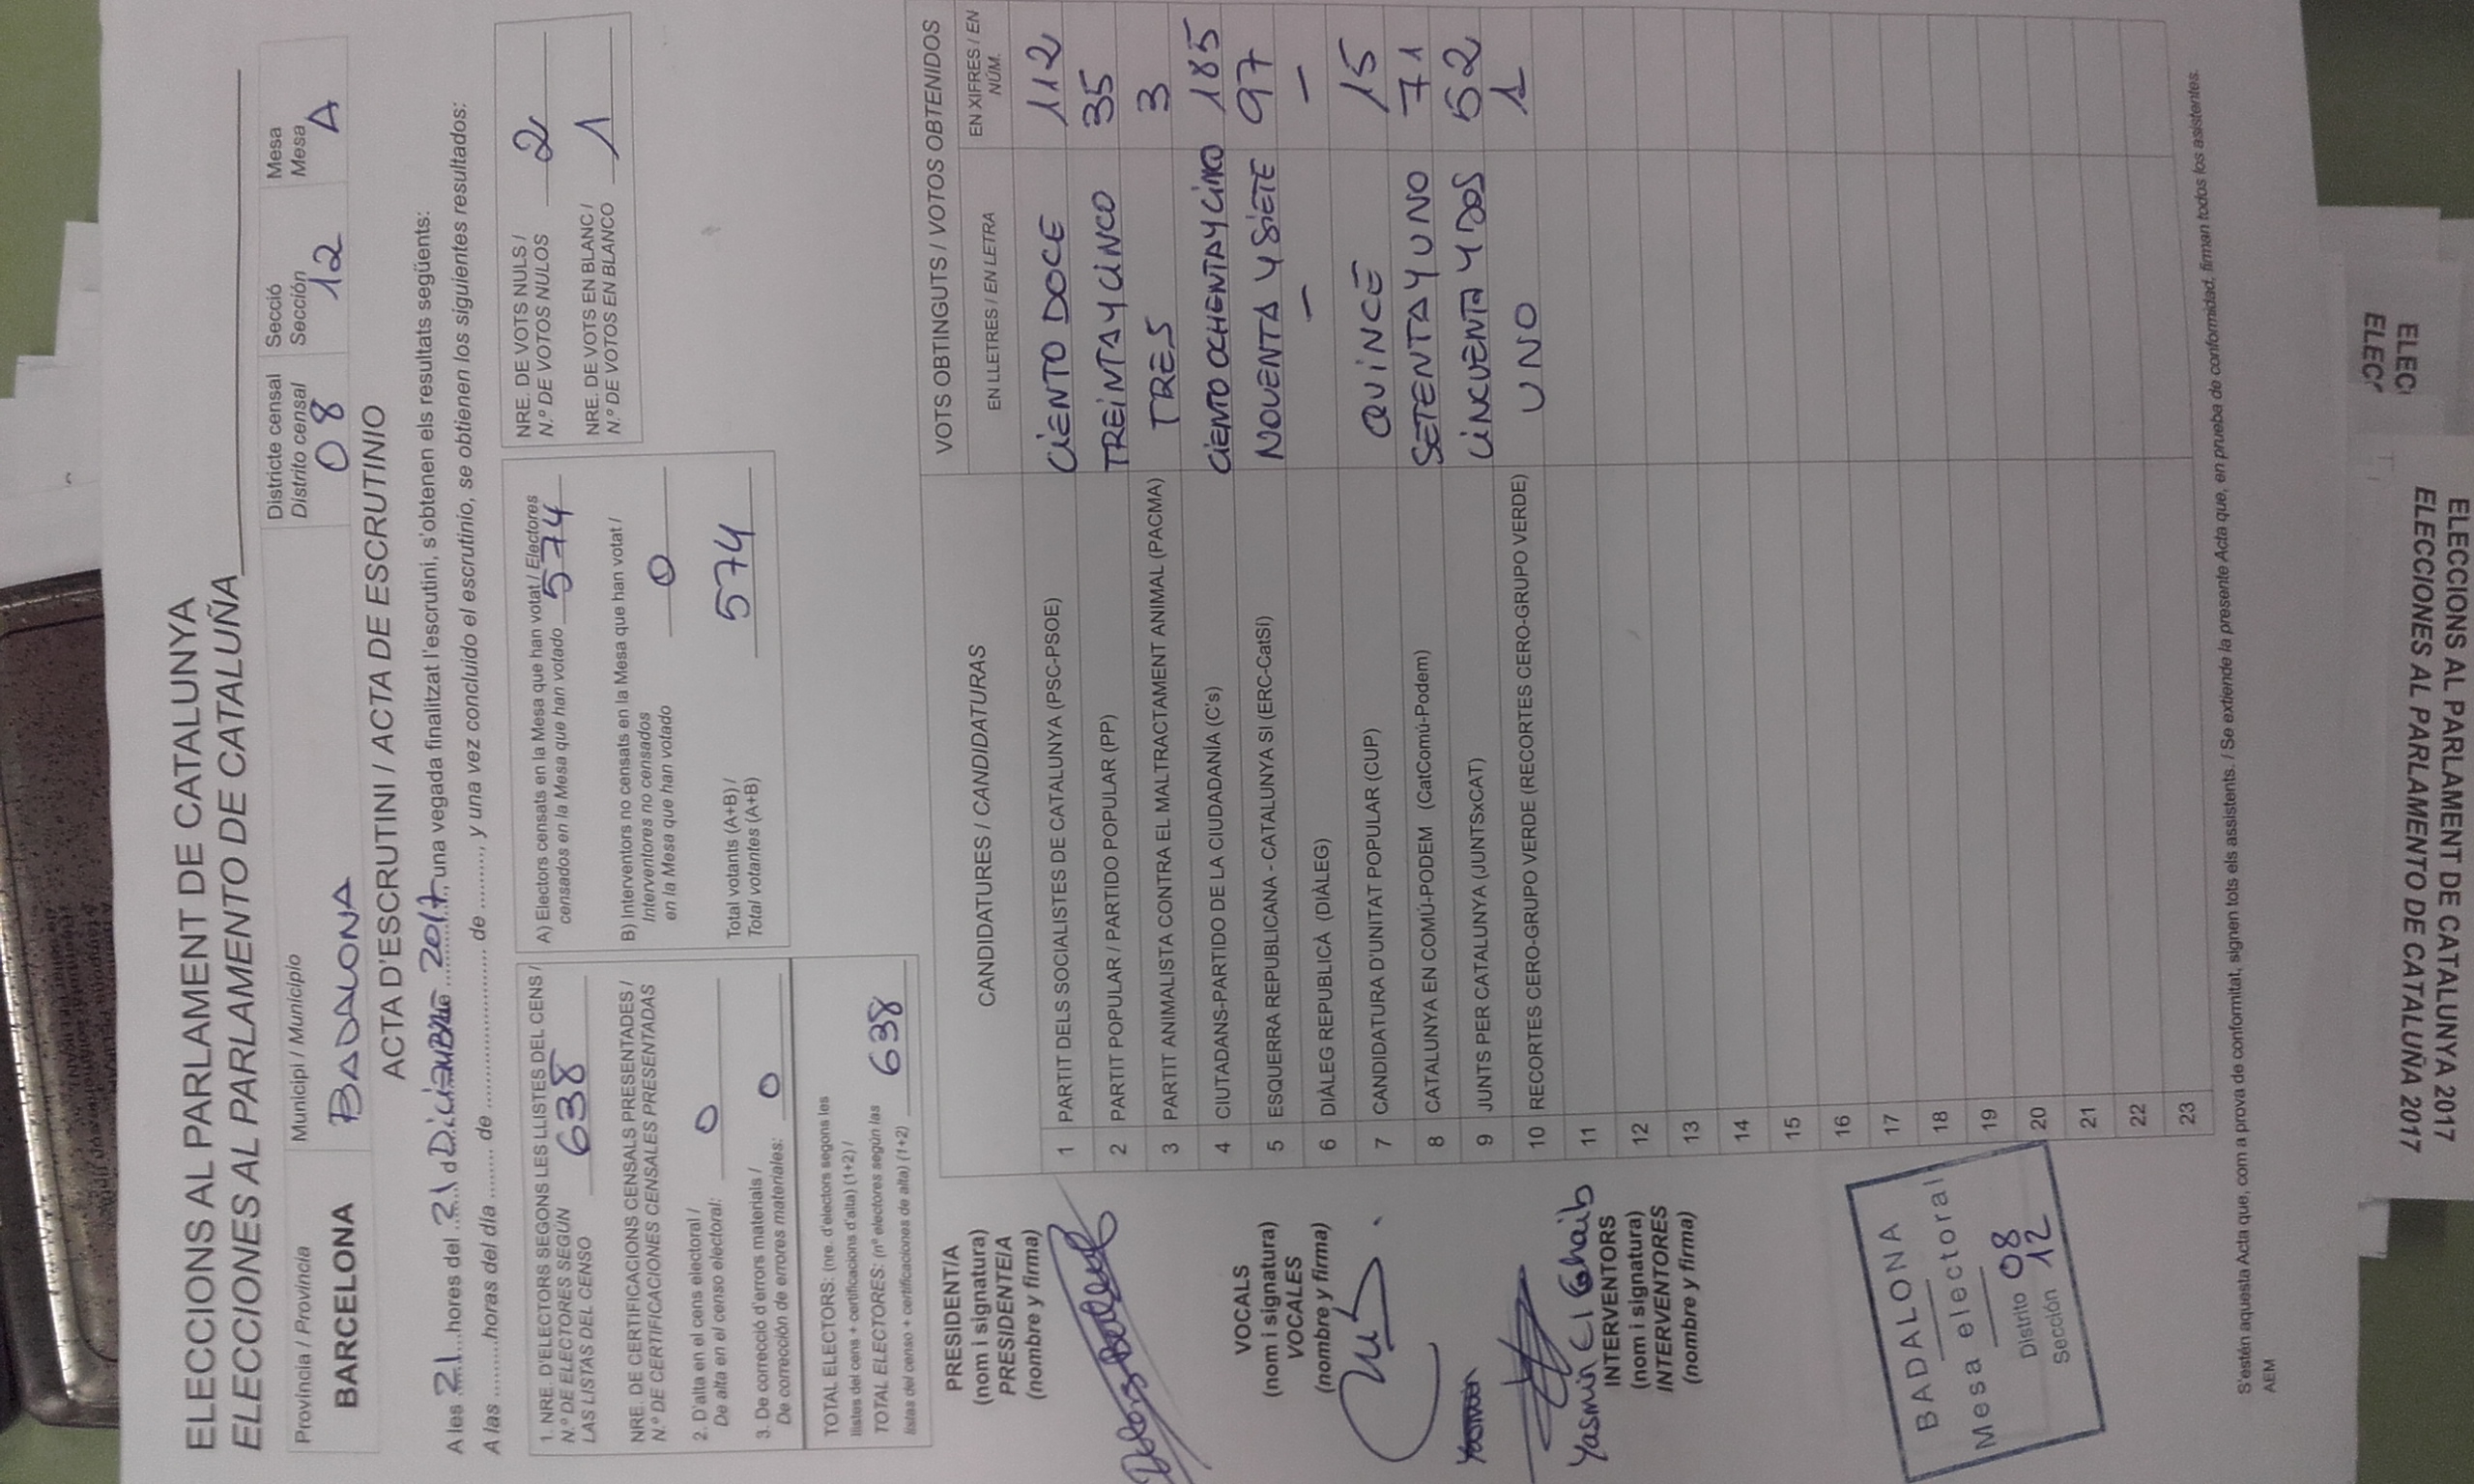 ELECCIONS AL PARLAMENT DE CATALUNYA
ELECCIONES AL PARLAMENTO DE CATALUÑA
Província / Provincia
BARCELONA
Municipi / Municipio
BADALONA
Districte censal
Distrito censal
08
Secció
Sección
12
Mesa
Mesa
A
ACTA D'ESCRUTINI / ACTA DE ESCRUTINIO
A les 21 hores del 21 d Diciembre 2017, una vegada finalitzat l'escrutini, s'obtenen els resultats següents:
A las .........horas del día ........ de ......................... de ........., y una vez concluido el escrutinio, se obtienen los siguientes resultados:
1. NRE. D'ELECTORS SEGONS LES LLISTES DEL CENS /
N.º DE ELECTORES SEGÚN
LAS LISTAS DEL CENSO 638
NRE. DE CERTIFICACIONS CENSALS PRESENTADES /
N.º DE CERTIFICACIONES CENSALES PRESENTADAS
2. D'alta en el cens electoral /
De alta en el censo electoral: 0
3. De correcció d'errors materials /
De corrección de errores materiales: 0
TOTAL ELECTORS: (nre. d'electors segons les
llistes del cens + certificacions d'alta) (1+2) /
TOTAL ELECTORES: (nº electores según las
listas del censo + certificaciones de alta) (1+2) 638
A) Electors censats en la Mesa que han votat / Electores
censados en la Mesa que han votado 574
B) Interventors no censats en la Mesa que han votat /
Interventores no censados
en la Mesa que han votado 0
Total votants (A+B) /
Total votantes (A+B) 574
NRE. DE VOTS NULS /
N.º DE VOTOS NULOS 2
NRE. DE VOTS EN BLANC /
N.º DE VOTOS EN BLANCO 1
PRESIDENT/A
(nom i signatura)
PRESIDENTE/A
(nombre y firma)
VOCALS
(nom i signatura)
VOCALES
(nombre y firma)
Yasmin
Yasmin El Ghaib
INTERVENTORS
(nom i signatura)
INTERVENTORES
(nombre y firma)
CANDIDATURES / CANDIDATURAS
VOTS OBTINGUTS / VOTOS OBTENIDOS
EN LLETRES / EN LETRA
EN XIFRES / EN
NÚM.
1 PARTIT DELS SOCIALISTES DE CATALUNYA (PSC-PSOE) CIENTO DOCE 112
2 PARTIT POPULAR / PARTIDO POPULAR (PP) TREINTA Y CINCO 35
3 PARTIT ANIMALISTA CONTRA EL MALTRACTAMENT ANIMAL (PACMA) TRES 3
4 CIUTADANS-PARTIDO DE LA CIUDADANÍA (C's) CIENTO OCHENTA Y CINCO 185
5 ESQUERRA REPUBLICANA - CATALUNYA SI (ERC-CatSí) NOVENTA Y SIETE 97
6 DIÀLEG REPUBLICÀ (DIÀLEG) — —
7 CANDIDATURA D'UNITAT POPULAR (CUP) QUINCE 15
8 CATALUNYA EN COMÚ-PODEM (CatComú-Podem) SETENTA Y UNO 71
9 JUNTS PER CATALUNYA (JUNTSxCAT) CINCUENTA Y DOS 52
10 RECORTES CERO-GRUPO VERDE (RECORTES CERO-GRUPO VERDE) UNO 1
11
12
13
14
15
16
17
18
19
20
21
22
23
BADALONA
Mesa electoral
Distrito 08
Sección 12
S'estén aquesta Acta que, com a prova de conformitat, signen tots els assistents. / Se extiende la presente Acta que, en prueba de conformidad, firman todos los asistentes.
AEM
ELECCIONS AL PARLAMENT DE CATALUNYA 2017
ELECCIONES AL PARLAMENTO DE CATALUÑA 2017
ELEC
ELEC